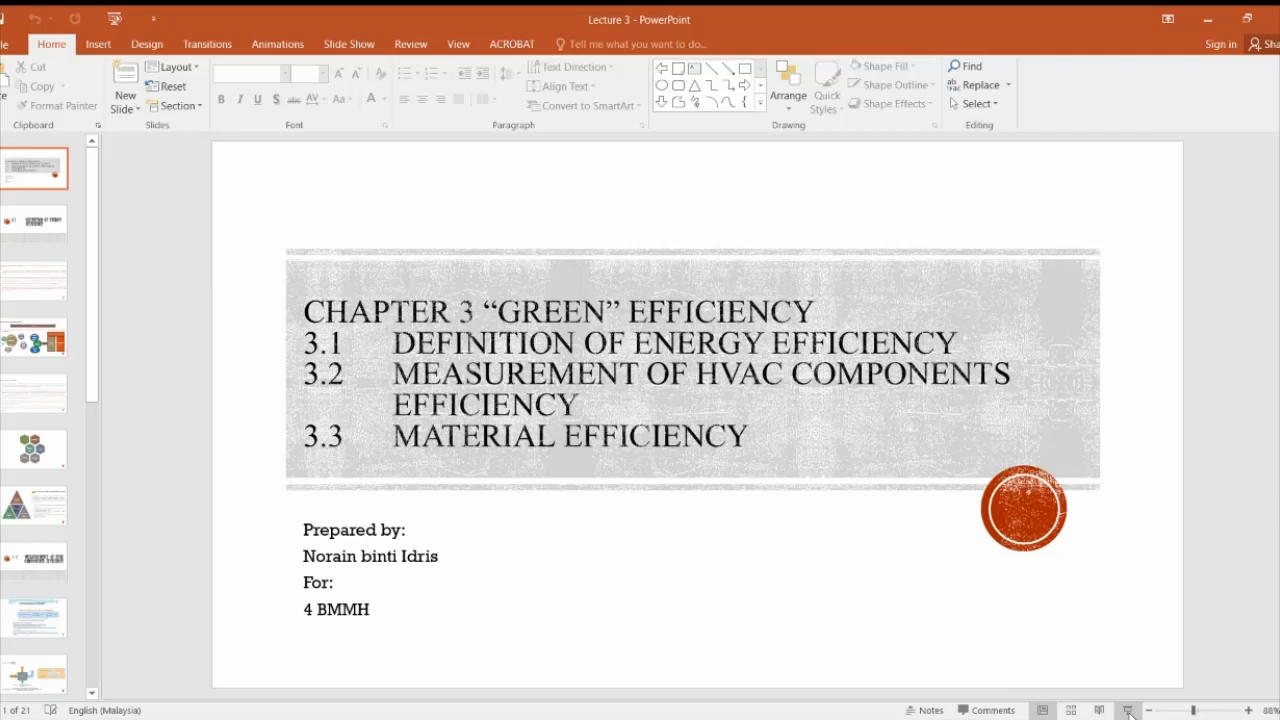 Lecture 3 - PowerPoint
Home Insert Design Transitions Animations Slide Show Review View ACROBAT Tell me what you want to do... Sign in
Cut
Copy
Format Painter
Clipboard
New Slide
Layout
Reset
Section
Slides
B I U S abc AV Aa A
Font
Text Direction
Align Text
Convert to SmartArt
Paragraph
Arrange
Quick Styles
Shape Fill
Shape Outline
Shape Effects
Drawing
Find
Replace
Select
Editing
CHAPTER 3 “GREEN” EFFICIENCY
3.1 DEFINITION OF ENERGY EFFICIENCY
3.2 MEASUREMENT OF HVAC COMPONENTS
EFFICIENCY
3.3 MATERIAL EFFICIENCY
Prepared by:
Norain binti Idris
For:
4 BMMH
1 of 21 English (Malaysia) Notes Comments 88%